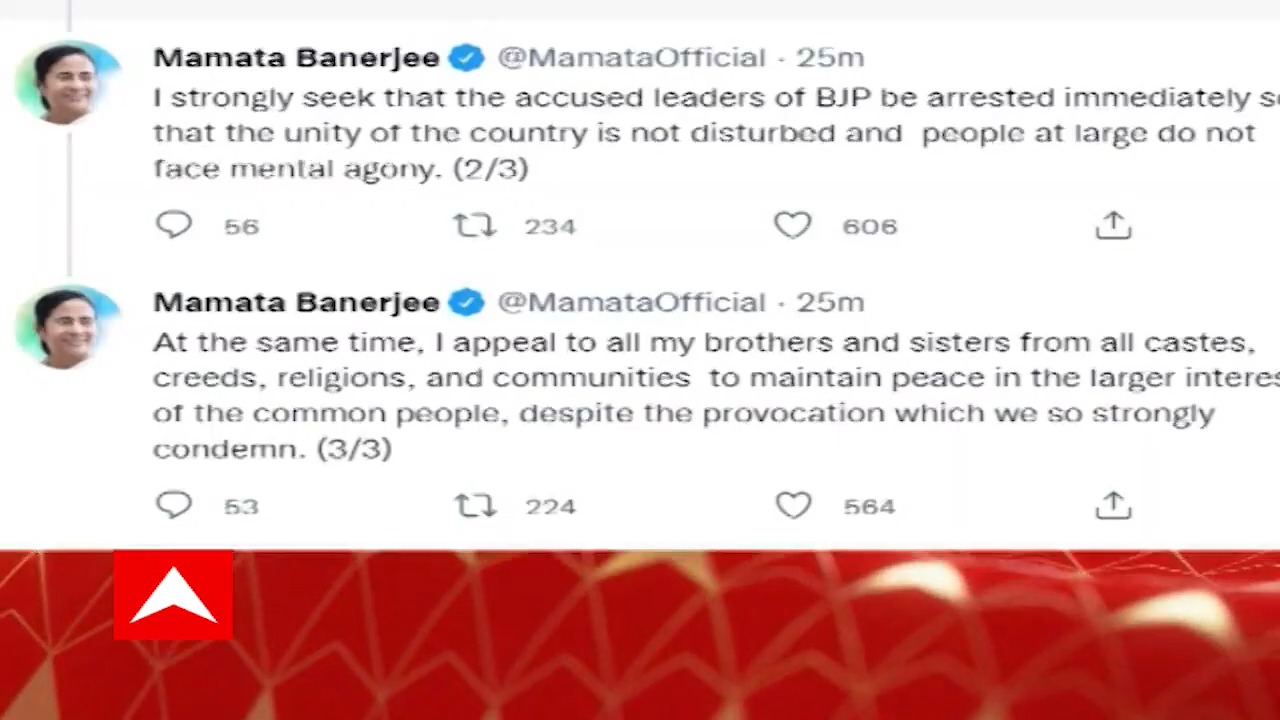 Mamata Banerjee @MamataOfficial · 25m
I strongly seek that the accused leaders of BJP be arrested immediately s
that the unity of the country is not disturbed and people at large do not
face mental agony. (2/3)
56 234 606
Mamata Banerjee @MamataOfficial · 25m
At the same time, I appeal to all my brothers and sisters from all castes,
creeds, religions, and communities to maintain peace in the larger interes
of the common people, despite the provocation which we so strongly
condemn. (3/3)
53 224 564